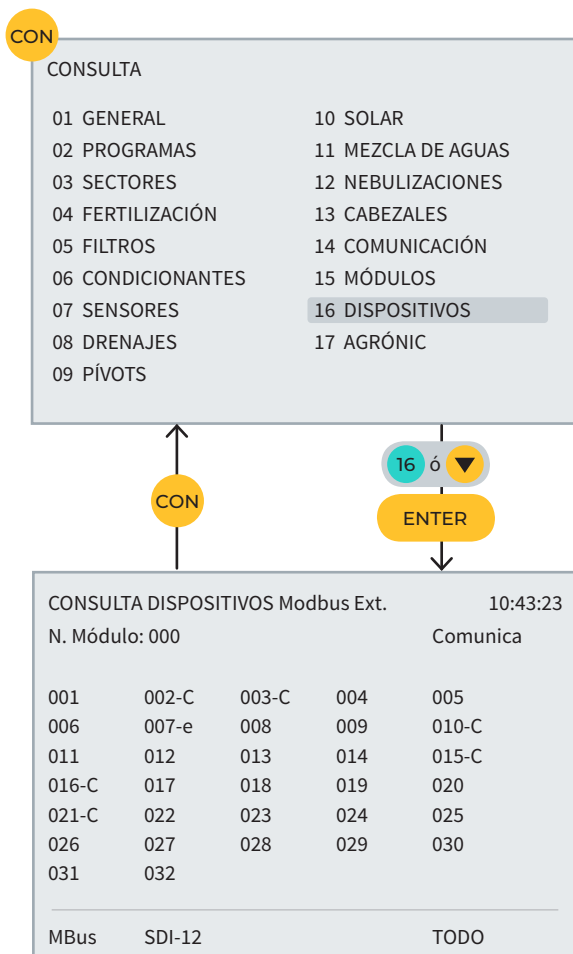 CON
CONSULTA
01 GENERAL
02 PROGRAMAS
03 SECTORES
04 FERTILIZACIÓN
05 FILTROS
06 CONDICIONANTES
07 SENSORES
08 DRENAJES
09 PÍVOTS
10 SOLAR
11 MEZCLA DE AGUAS
12 NEBULIZACIONES
13 CABEZALES
14 COMUNICACIÓN
15 MÓDULOS
16 DISPOSITIVOS
17 AGRÓNIC
16 ó
CON
ENTER
CONSULTA DISPOSITIVOS Modbus Ext. 10:43:23
N. Módulo: 000 Comunica
001 002-C 003-C 004 005
006 007-e 008 009 010-C
011 012 013 014 015-C
016-C 017 018 019 020
021-C 022 023 024 025
026 027 028 029 030
031 032
MBus SDI-12 TODO